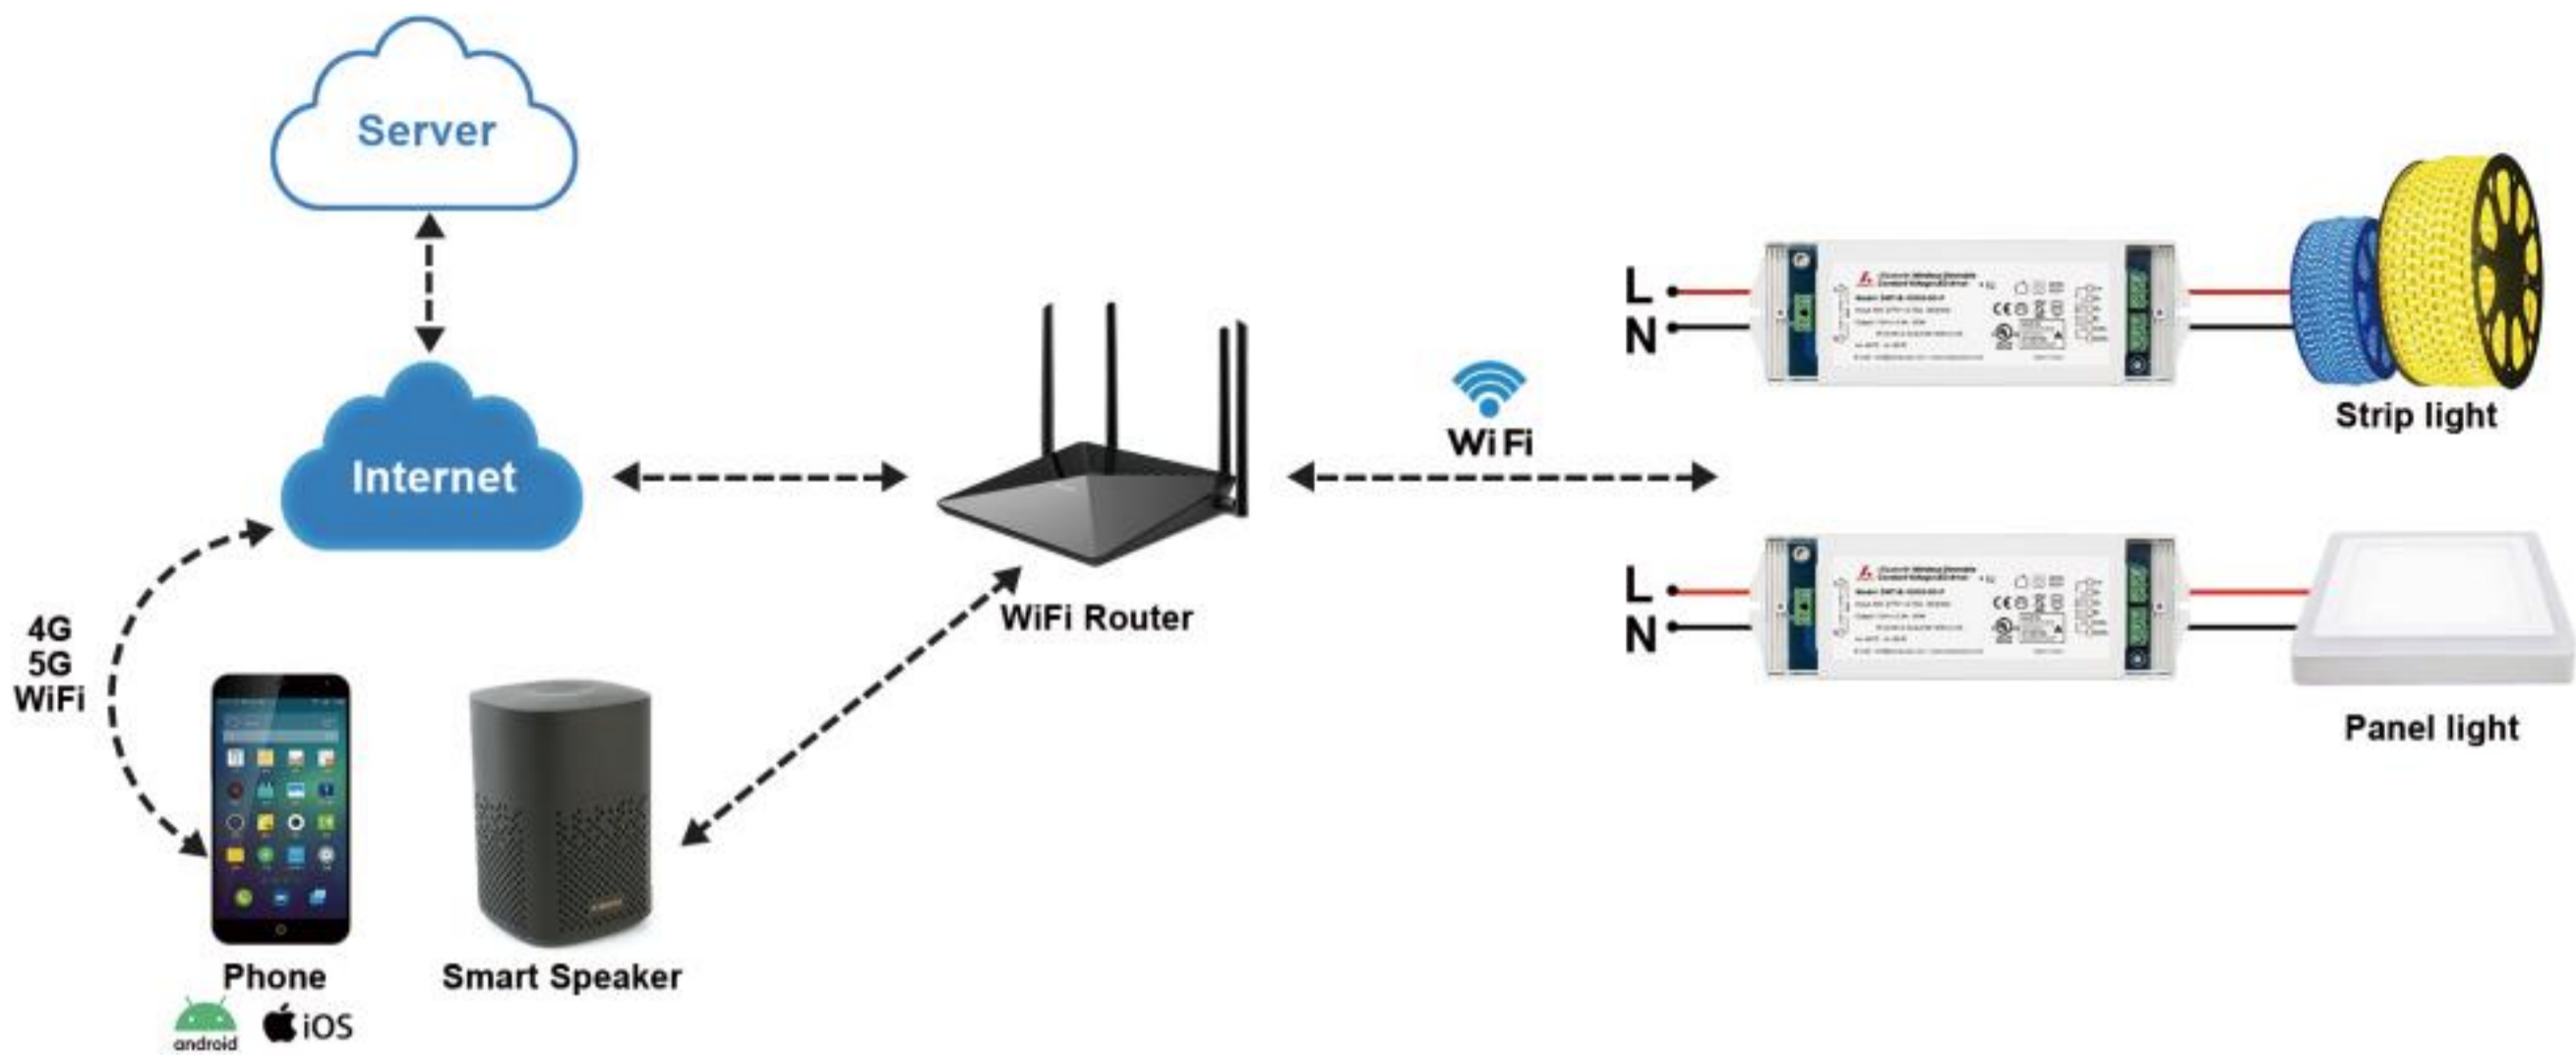 Server
Internet
4G
5G
WiFi
Phone
android
iOS
Smart Speaker
WiFi Router
WiFi
L
N
Strip light
L
N
Panel light